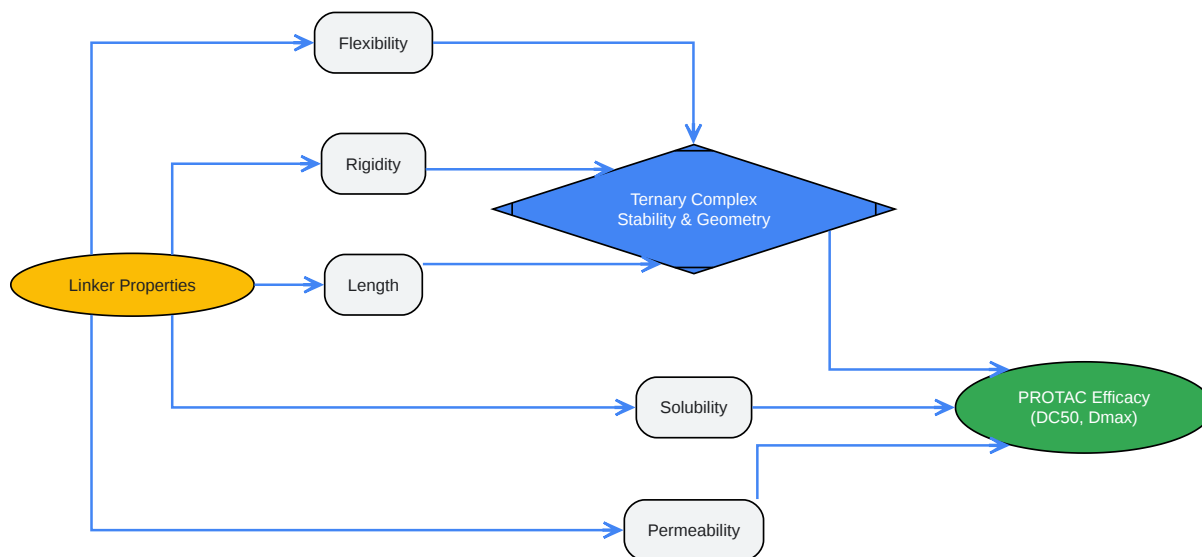 Flexibility
Rigidity
Ternary Complex
Stability & Geometry
Linker Properties
Length
Solubility
PROTAC Efficacy
(DC50, Dmax)
Permeability